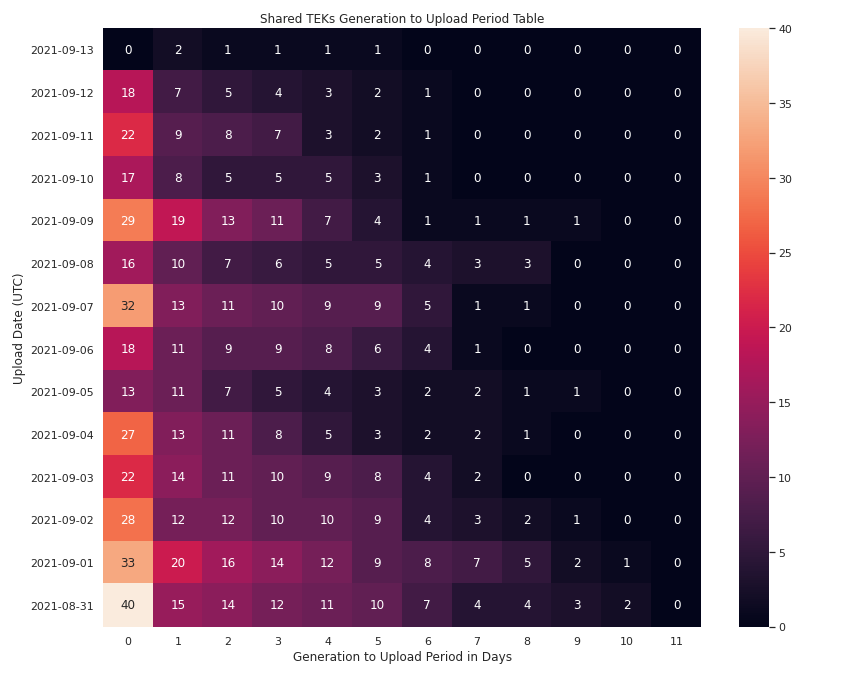 Shared TEKs Generation to Upload Period Table
Upload Date (UTC)
2021-09-13 0 2 1 1 1 1 0 0 0 0 0 0
2021-09-12 18 7 5 4 3 2 1 0 0 0 0 0
2021-09-11 22 9 8 7 3 2 1 0 0 0 0 0
2021-09-10 17 8 5 5 5 3 1 0 0 0 0 0
2021-09-09 29 19 13 11 7 4 1 1 1 1 0 0
2021-09-08 16 10 7 6 5 5 4 3 3 0 0 0
2021-09-07 32 13 11 10 9 9 5 1 1 0 0 0
2021-09-06 18 11 9 9 8 6 4 1 0 0 0 0
2021-09-05 13 11 7 5 4 3 2 2 1 1 0 0
2021-09-04 27 13 11 8 5 3 2 2 1 0 0 0
2021-09-03 22 14 11 10 9 8 4 2 0 0 0 0
2021-09-02 28 12 12 10 10 9 4 3 2 1 0 0
2021-09-01 33 20 16 14 12 9 8 7 5 2 1 0
2021-08-31 40 15 14 12 11 10 7 4 4 3 2 0
0 1 2 3 4 5 6 7 8 9 10 11
Generation to Upload Period in Days
40
35
30
25
20
15
10
5
0